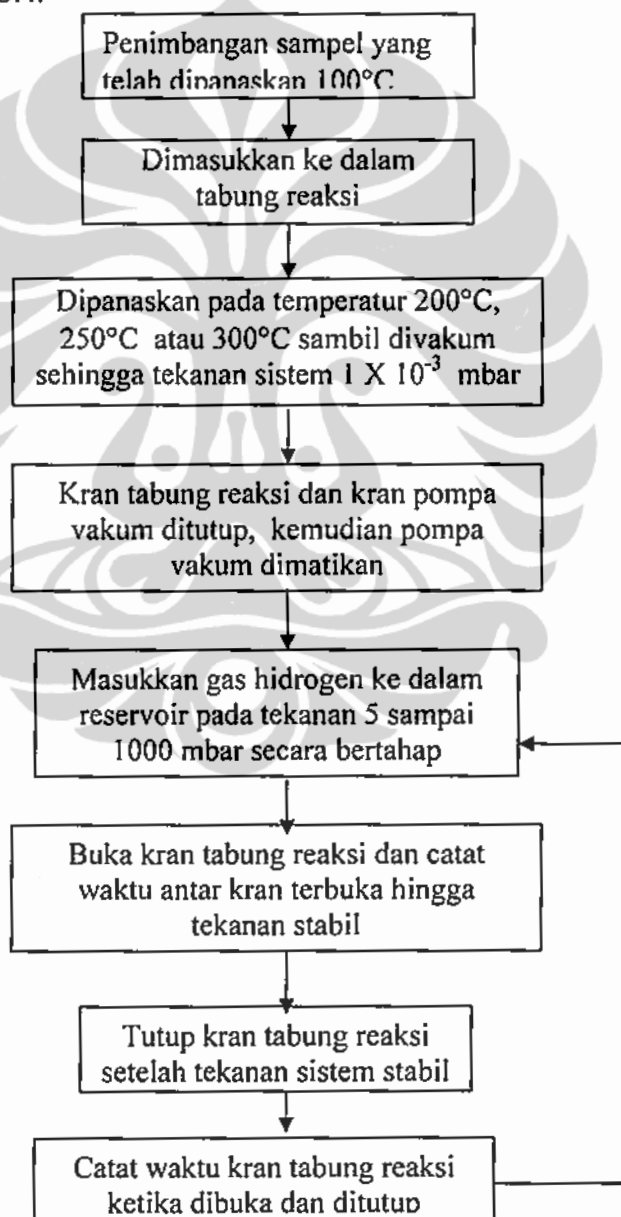 Penimbangan sampel yang
telah dipanaskan 100°C
Dimasukkan ke dalam
tabung reaksi
Dipanaskan pada temperatur 200°C,
250°C atau 300°C sambil divakum
sehingga tekanan sistem 1 X 10⁻³ mbar
Kran tabung reaksi dan kran pompa
vakum ditutup, kemudian pompa
vakum dimatikan
Masukkan gas hidrogen ke dalam
reservoir pada tekanan 5 sampai
1000 mbar secara bertahap
Buka kran tabung reaksi dan catat
waktu antar kran terbuka hingga
tekanan stabil
Tutup kran tabung reaksi
setelah tekanan sistem stabil
Catat waktu kran tabung reaksi
ketika dibuka dan ditutup